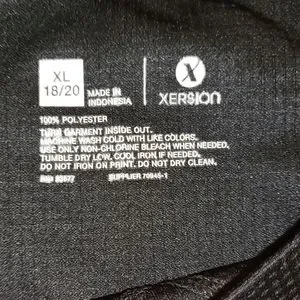 XL
18/20
MADE IN
INDONESIA
X
XERSION
100% POLYESTER
TURN GARMENT INSIDE OUT.
MACHINE WASH COLD WITH LIKE COLORS.
USE ONLY NON-CHLORINE BLEACH WHEN NEEDED.
TUMBLE DRY LOW, COOL IRON IF NEEDED.
DO NOT IRON ON PRINT. DO NOT DRY CLEAN.
SUPPLIER 70945-1